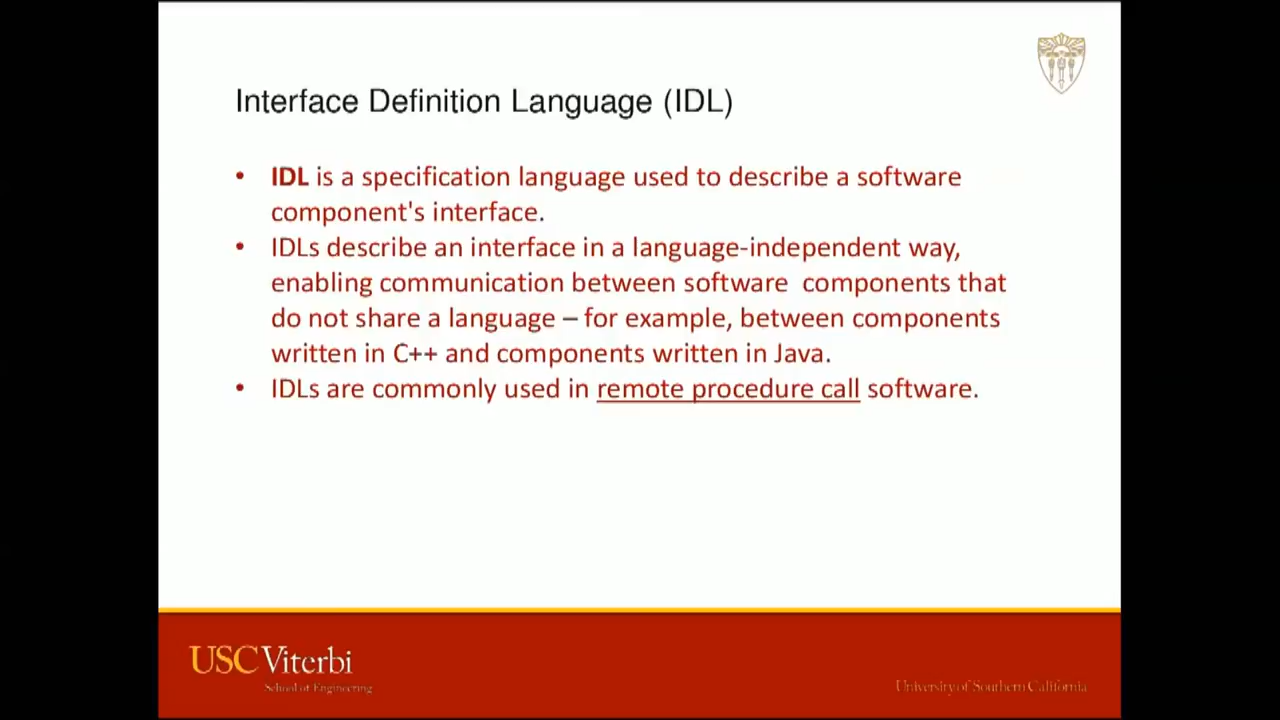 Interface Definition Language (IDL)
• IDL is a specification language used to describe a software
component's interface.
• IDLs describe an interface in a language-independent way,
enabling communication between software  components that
do not share a language – for example, between components
written in C++ and components written in Java.
• IDLs are commonly used in remote procedure call software.
USC Viterbi
School of Engineering
University of Southern California